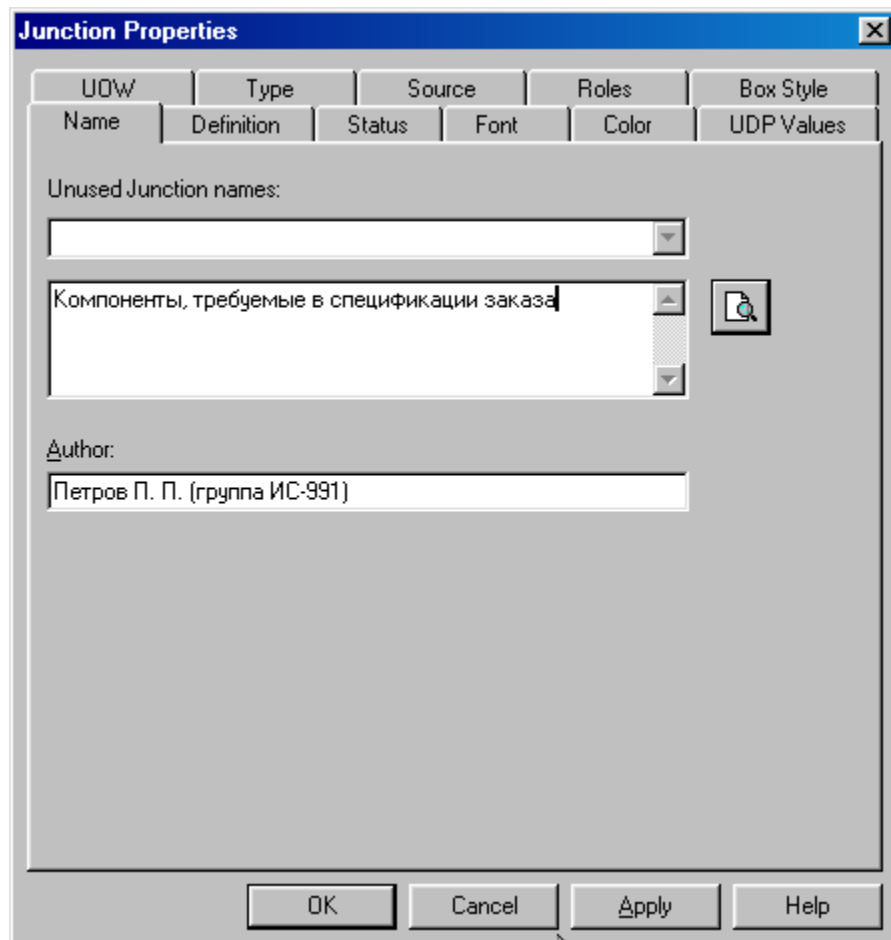 Junction Properties
UOW Type Source Roles Box Style
Name Definition Status Font Color UDP Values
Unused Junction names:
Компоненты, требуемые в спецификации заказа
Author:
Петров П. П. (группа ИС-991)
OK Cancel Apply Help